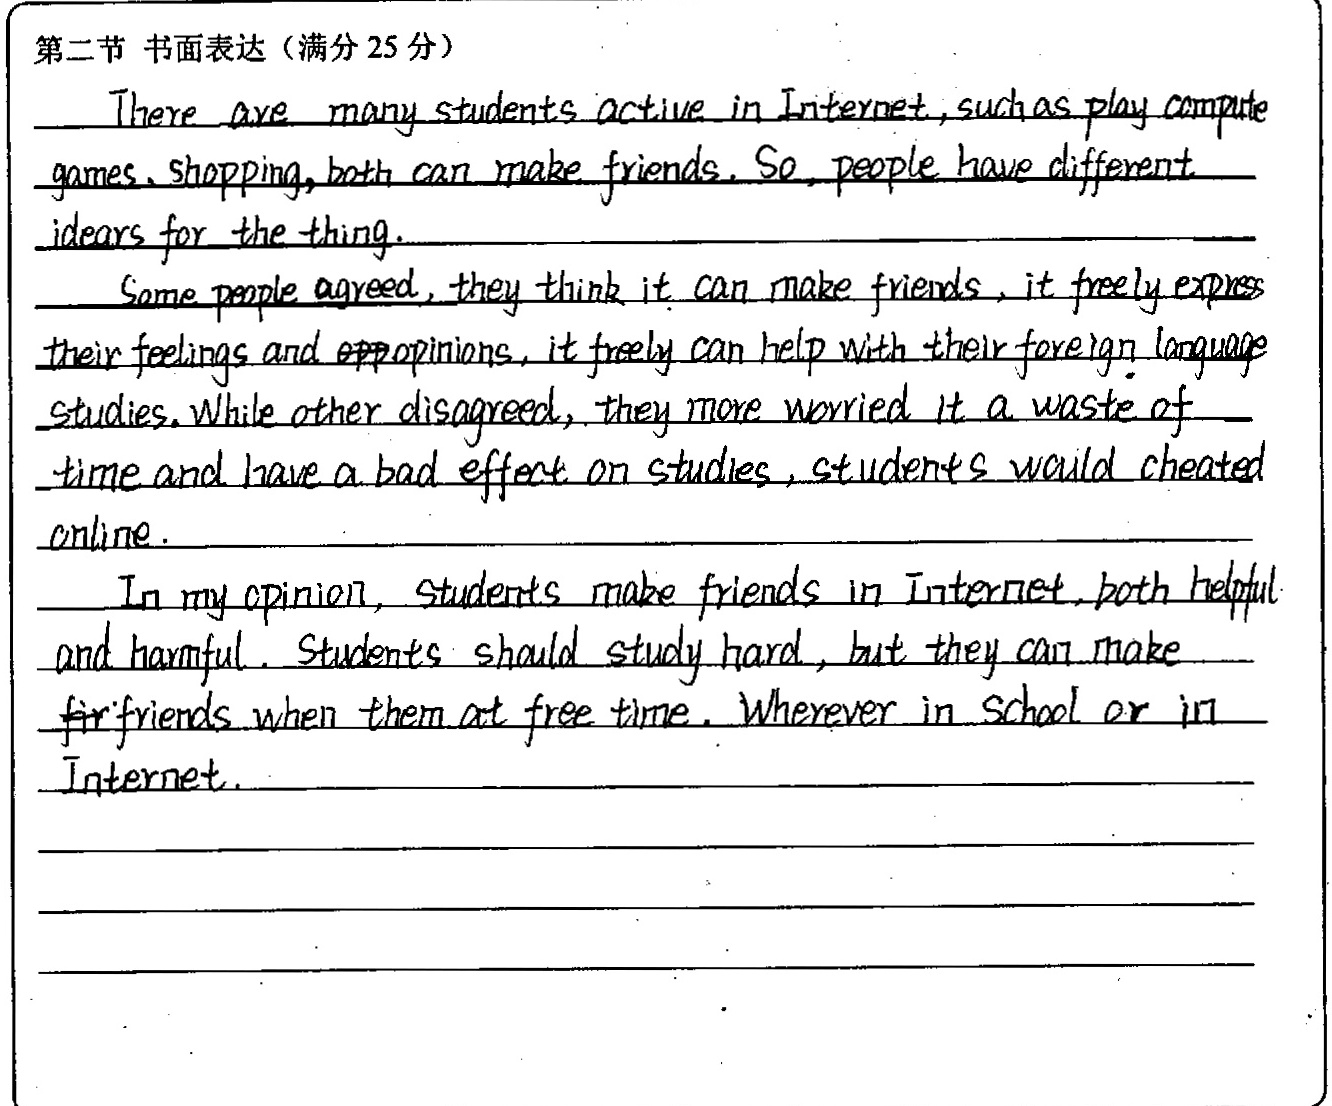 第二节 书面表达（满分 25 分）
There are many students active in Internet, such as play compute
games、shopping, both can make friends. So, people have different
idears for the thing.
Some people agreed, they think it can make friends, it freely express
their feelings and opinions, it freely can help with their foreign language
studies. While other disagreed, they more worried it a waste of
time and have a bad effect on studies, students would cheated
online.
In my opinion, students make friends in Internet, both helpful
and harmful. Students should study hard, but they can make
friends when them at free time. Wherever in school or in
Internet.